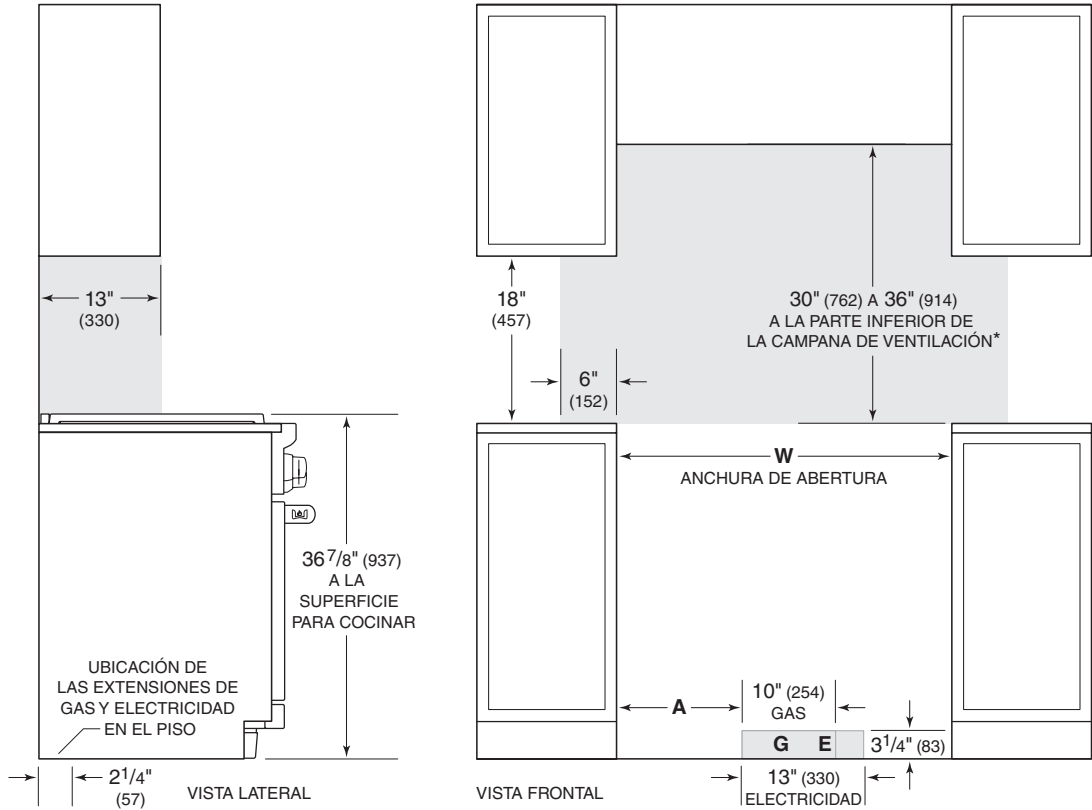 13"
(330)
36 7/8" (937)
A LA
SUPERFICIE
PARA COCINAR
UBICACIÓN DE
LAS EXTENSIONES DE
GAS Y ELECTRICIDAD
EN EL PISO
2 1/4"
(57)
VISTA LATERAL
18"
(457)
30" (762) A 36" (914)
A LA PARTE INFERIOR DE
LA CAMPANA DE VENTILACIÓN*
6"
(152)
W
ANCHURA DE ABERTURA
A
10" (254)
GAS
G E
3 1/4" (83)
13" (330)
ELECTRICIDAD
VISTA FRONTAL